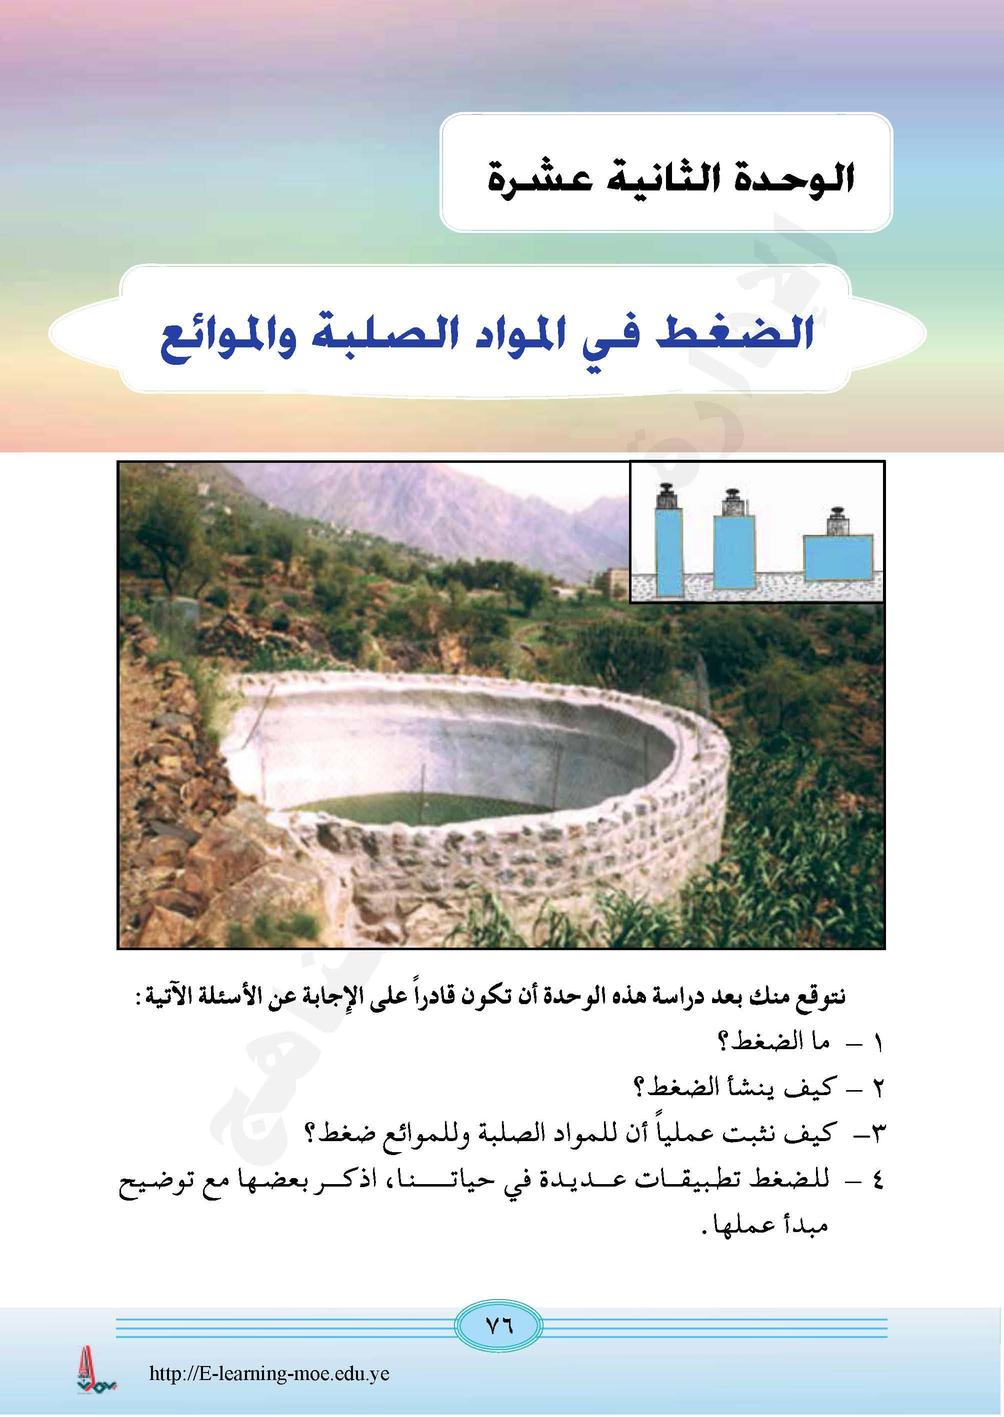 الوحدة الثانية عشرة
الضغط في المواد الصلبة والموائع
الإدارة
نتوقع منك بعد دراسة هذه الوحدة أن تكون قادراً على الإجابة عن الأسئلة الآتية:
١ – ما الضغط؟
٢ – كيف ينشأ الضغط؟
٣– كيف نثبت عملياً أن للمواد الصلبة وللموائع ضغط؟
٤ – للضغط تطبيقات عديدة في حياتنا، اذكر بعضها مع توضيح
مبدأ عملها.
٧٦
http://E-learning-moe.edu.ye